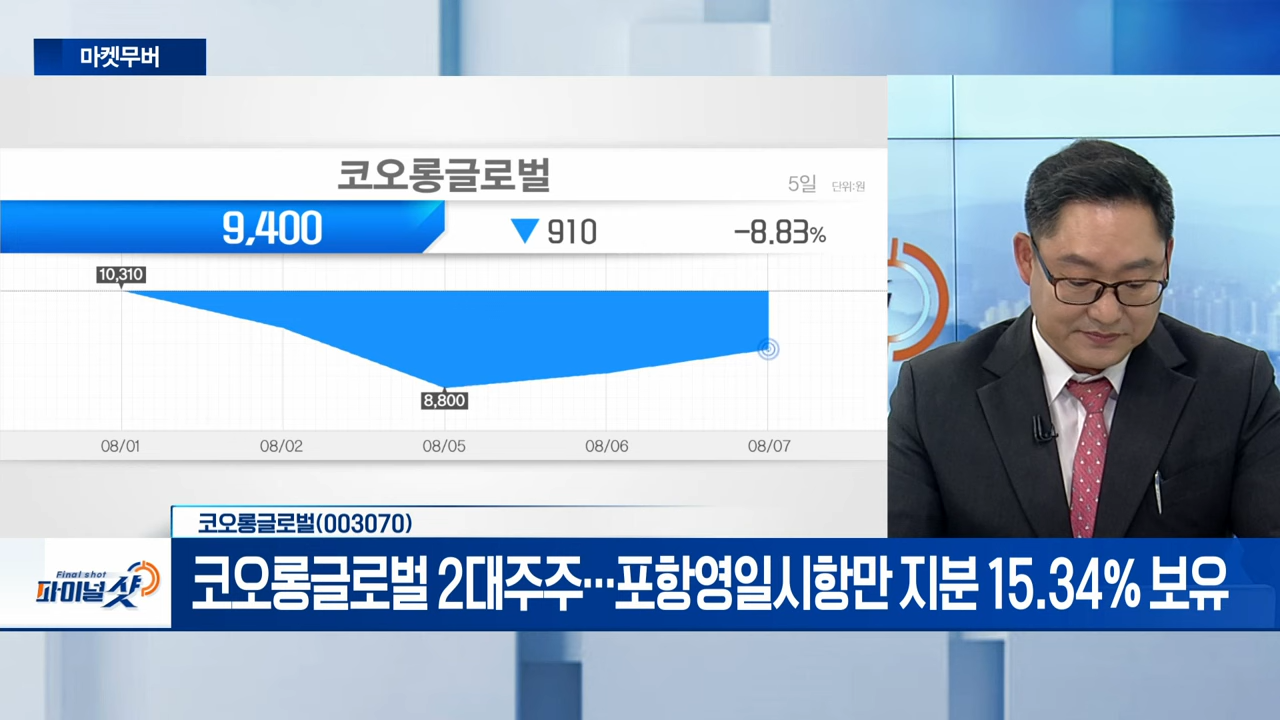 마켓무버
코오롱글로벌
5일 단위:원
9,400 ▼ 910 -8.83%
10,310
8,800
08/01 08/02 08/05 08/06 08/07
코오롱글로벌(003070)
Final shot
파이널샷
코오롱글로벌 2대주주…포항영일시항만 지분 15.34% 보유